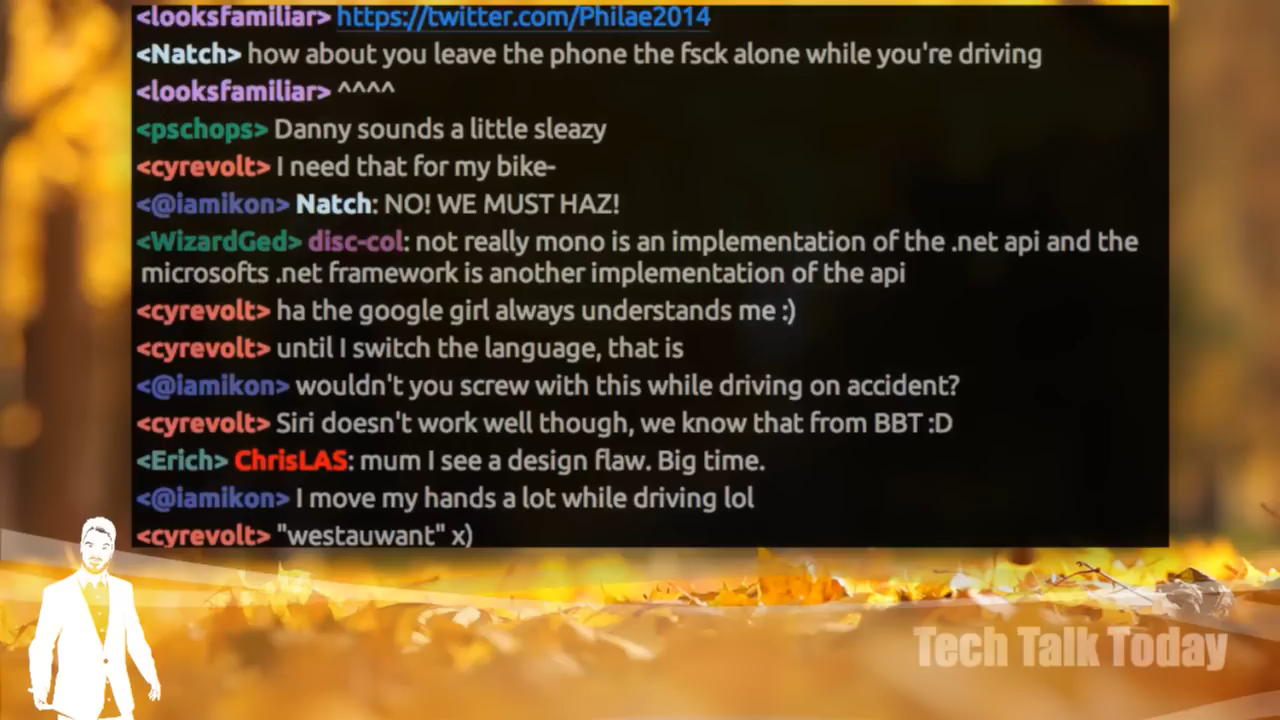 <looksfamiliar> https://twitter.com/Philae2014
<Natch> how about you leave the phone the fsck alone while you're driving
<looksfamiliar> ^^^^
<pschops> Danny sounds a little sleazy
<cyrevolt> I need that for my bike-
<@iamikon> Natch: NO! WE MUST HAZ!
<WizardGed> disc-col: not really mono is an implementation of the .net api and the
microsofts .net framework is another implementation of the api
<cyrevolt> ha the google girl always understands me :)
<cyrevolt> until I switch the language, that is
<@iamikon> wouldn't you screw with this while driving on accident?
<cyrevolt> Siri doesn't work well though, we know that from BBT :D
<Erich> ChrisLAS: mum I see a design flaw. Big time.
<@iamikon> I move my hands a lot while driving lol
<cyrevolt> "westauwant" x)
Tech Talk Today